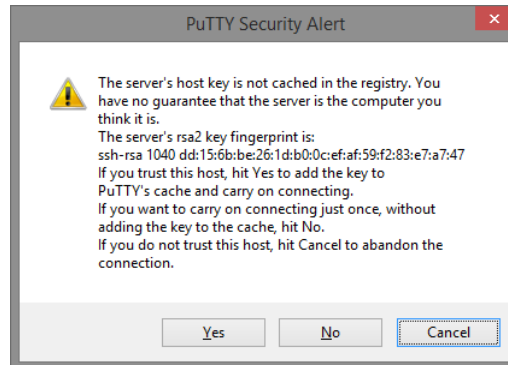 PuTTY Security Alert
The server's host key is not cached in the registry. You
have no guarantee that the server is the computer you
think it is.
The server's rsa2 key fingerprint is:
ssh-rsa 1040 dd:15:6b:be:26:1d:b0:0c:ef:af:59:f2:83:e7:a7:47
If you trust this host, hit Yes to add the key to
PuTTY's cache and carry on connecting.
If you want to carry on connecting just once, without
adding the key to the cache, hit No.
If you do not trust this host, hit Cancel to abandon the
connection.
Yes No Cancel